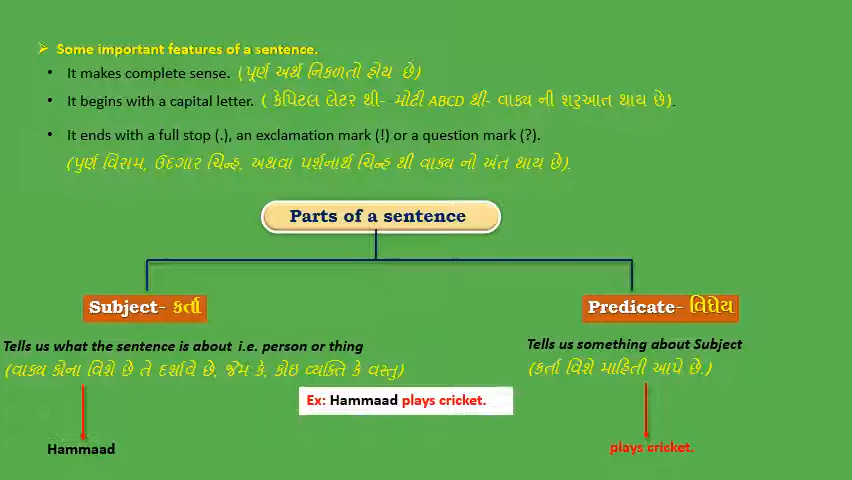 ➢ Some important features of a sentence.
• It makes complete sense. (પૂર્ણ અર્થ નિકળતો હોય છે)
• It begins with a capital letter. ( કેપિટલ લેટર થી- મોટી ABCD થી- વાક્ય ની શરુઆત થાય છે).
• It ends with a full stop (.), an exclamation mark (!) or a question mark (?).
(પુર્ણ વિરામ, ઉદગાર ચિન્હ, અથવા પર્શનાર્થ ચિન્હ થી વાક્ય નો અંત થાય છે).
Parts of a sentence
Subject- કર્તા
Predicate- વિધેય
Tells us what the sentence is about i.e. person or thing
(વાક્ય કોના વિશે છે તે દર્શાવે છે, જેમ કે, કોઇ વ્યક્તિ કે વસ્તુ)
Tells us something about Subject
(કર્તા વિશે માહિતી આપે છે.)
Ex: Hammaad plays cricket.
Hammaad
plays cricket.